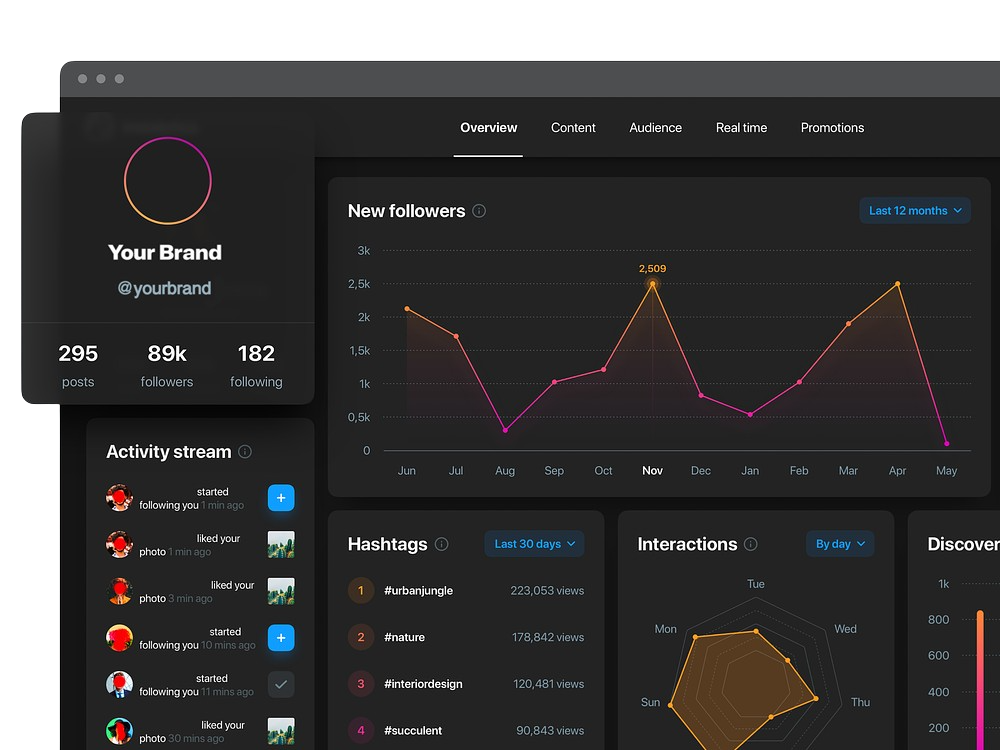 Overview Content Audience Real time Promotions
Your Brand
@yourbrand
295 89k 182
posts followers following
New followers
Last 12 months
3k
2,5k
2k
1,5k
1k
0,5k
0
2,509
Jun Jul Aug Sep Oct Nov Dec Jan Feb Mar Apr May
Activity stream
started
following you 1 min ago
liked your
photo 1 min ago
liked your
photo 3 min ago
started
following you 10 mins ago
started
following you 11 mins ago
liked your
photo 30 mins ago
Hashtags
Last 30 days
1 #urbanjungle 223,053 views
2 #nature 178,842 views
3 #interiordesign 120,481 views
4 #succulent 90,843 views
Interactions
By day
Tue
Mon Wed
Sun Thu
Discover
1k
800
600
400
200